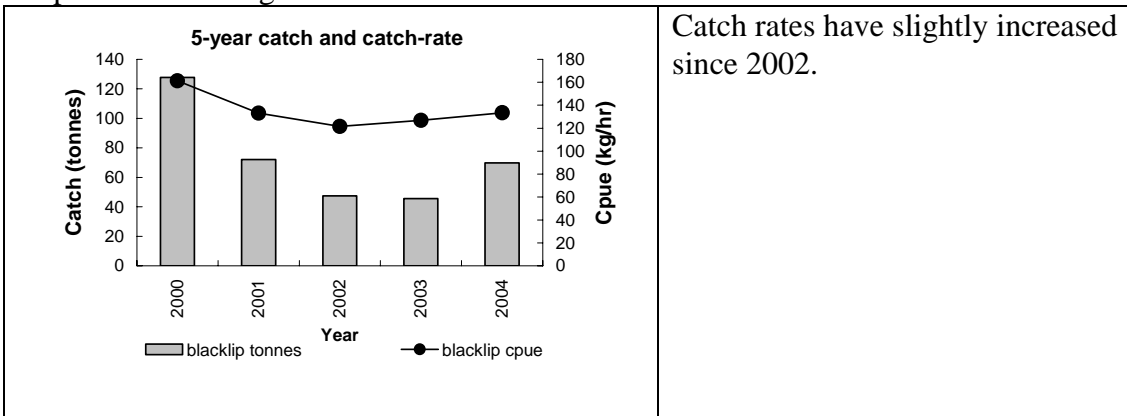 5-year catch and catch-rate
Catch (tonnes)
140
120
100
80
60
40
20
0
180
160
140
120
100
80
60
40
20
0
Cpue (kg/hr)
2000
2001
2002
2003
2004
Year
blacklip tonnes
blacklip cpue
Catch rates have slightly increased
since 2002.